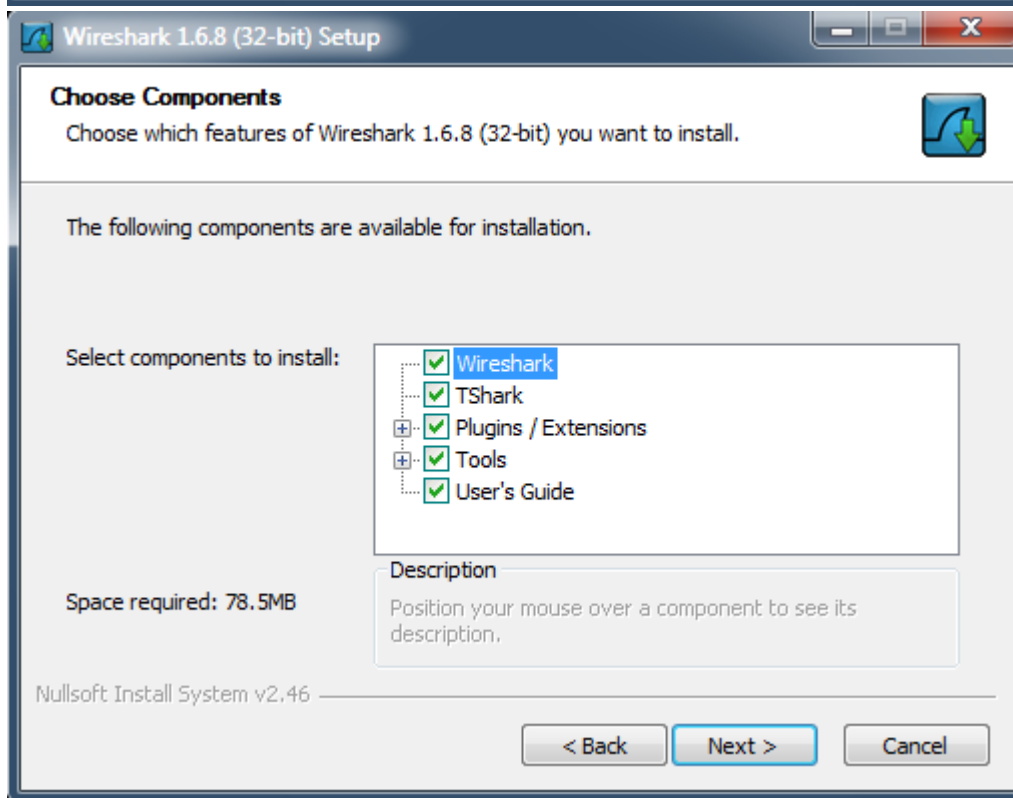 Wireshark 1.6.8 (32-bit) Setup
Choose Components
Choose which features of Wireshark 1.6.8 (32-bit) you want to install.
The following components are available for installation.
Select components to install:
Wireshark
TShark
Plugins / Extensions
Tools
User's Guide
Space required: 78.5MB
Description
Position your mouse over a component to see its
description.
Nullsoft Install System v2.46
< Back
Next >
Cancel